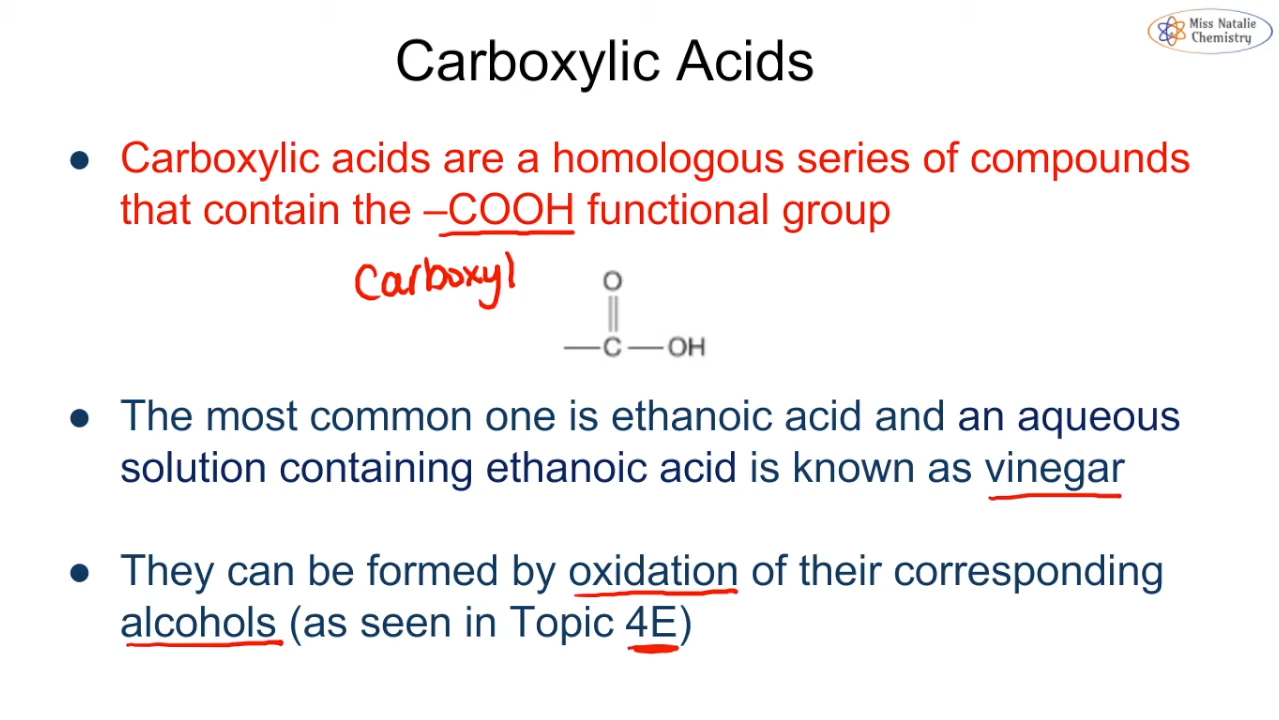 Miss Natalie
Chemistry
Carboxylic Acids
● Carboxylic acids are a homologous series of compounds
that contain the –COOH functional group
Carboxyl
O
C OH
● The most common one is ethanoic acid and an aqueous
solution containing ethanoic acid is known as vinegar
● They can be formed by oxidation of their corresponding
alcohols (as seen in Topic 4E)